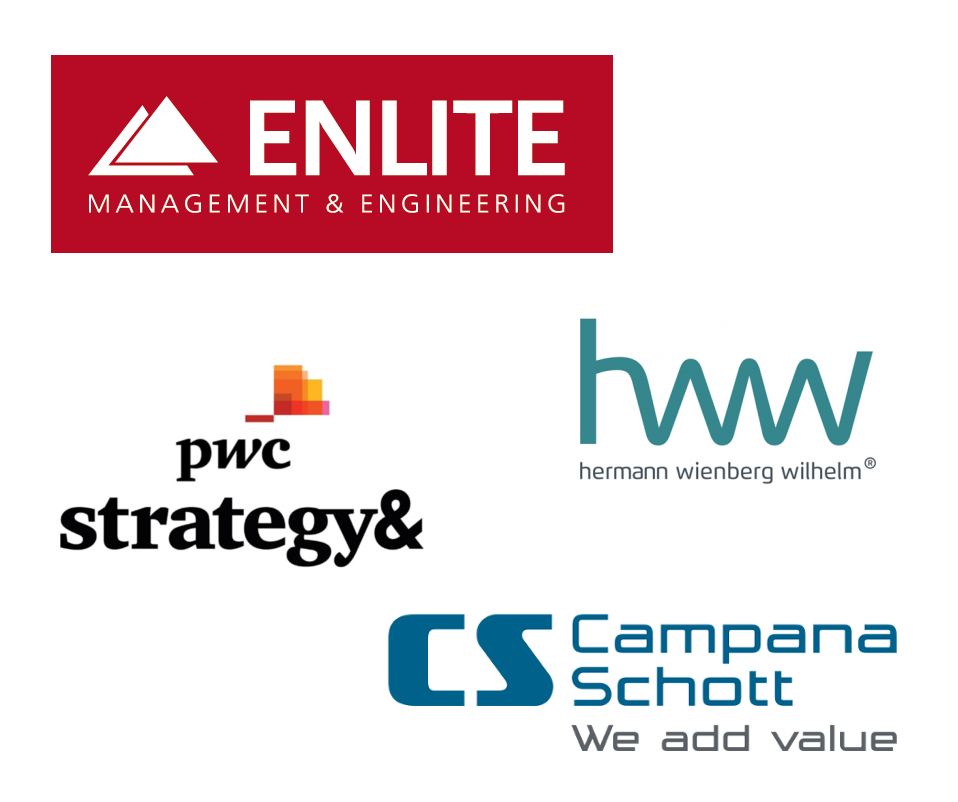 ENLITE
MANAGEMENT & ENGINEERING
hww
hermann wienberg wilhelm®
pwc
strategy&
CS Campana
Schott
We add value